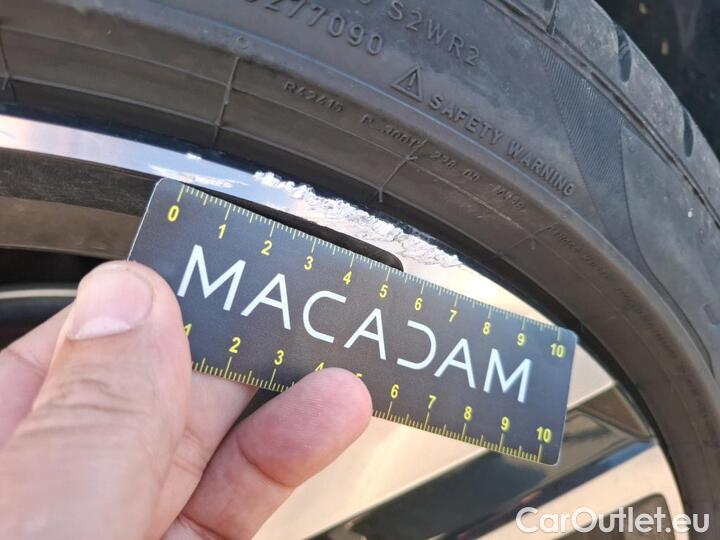 S2WR2
0277090
SAFETY WARNING
0 1 2 3 4 5 6 7 8 9 10
MACADAM
1 2 3 4 5 6 7 8 9 10
CarOutlet.eu